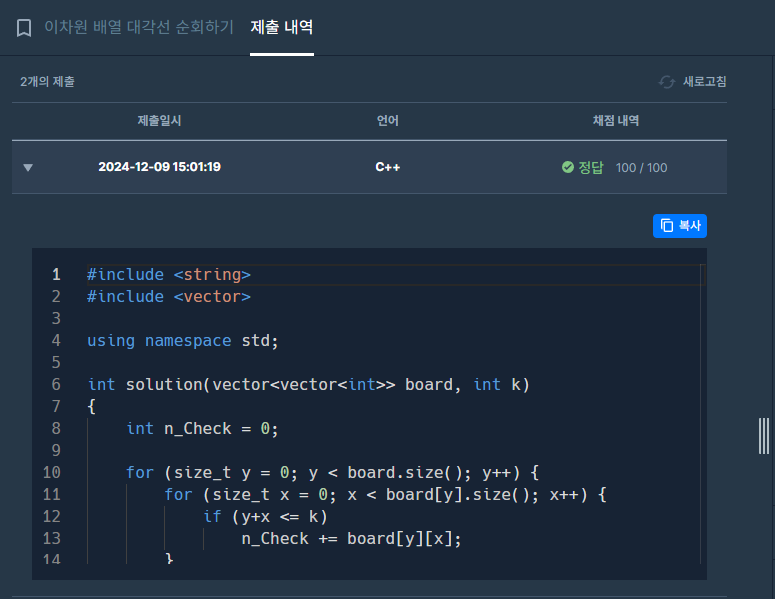 이차원 배열 대각선 순회하기 제출 내역
2개의 제출 새로고침
제출일시 언어 채점 내역
2024-12-09 15:01:19 C++ 정답 100 / 100
복사
1 #include <string>
2 #include <vector>
3
4 using namespace std;
5
6 int solution(vector<vector<int>> board, int k)
7 {
8 int n_Check = 0;
9
10 for (size_t y = 0; y < board.size(); y++) {
11 for (size_t x = 0; x < board[y].size(); x++) {
12 if (y+x <= k)
13 n_Check += board[y][x];
14 }